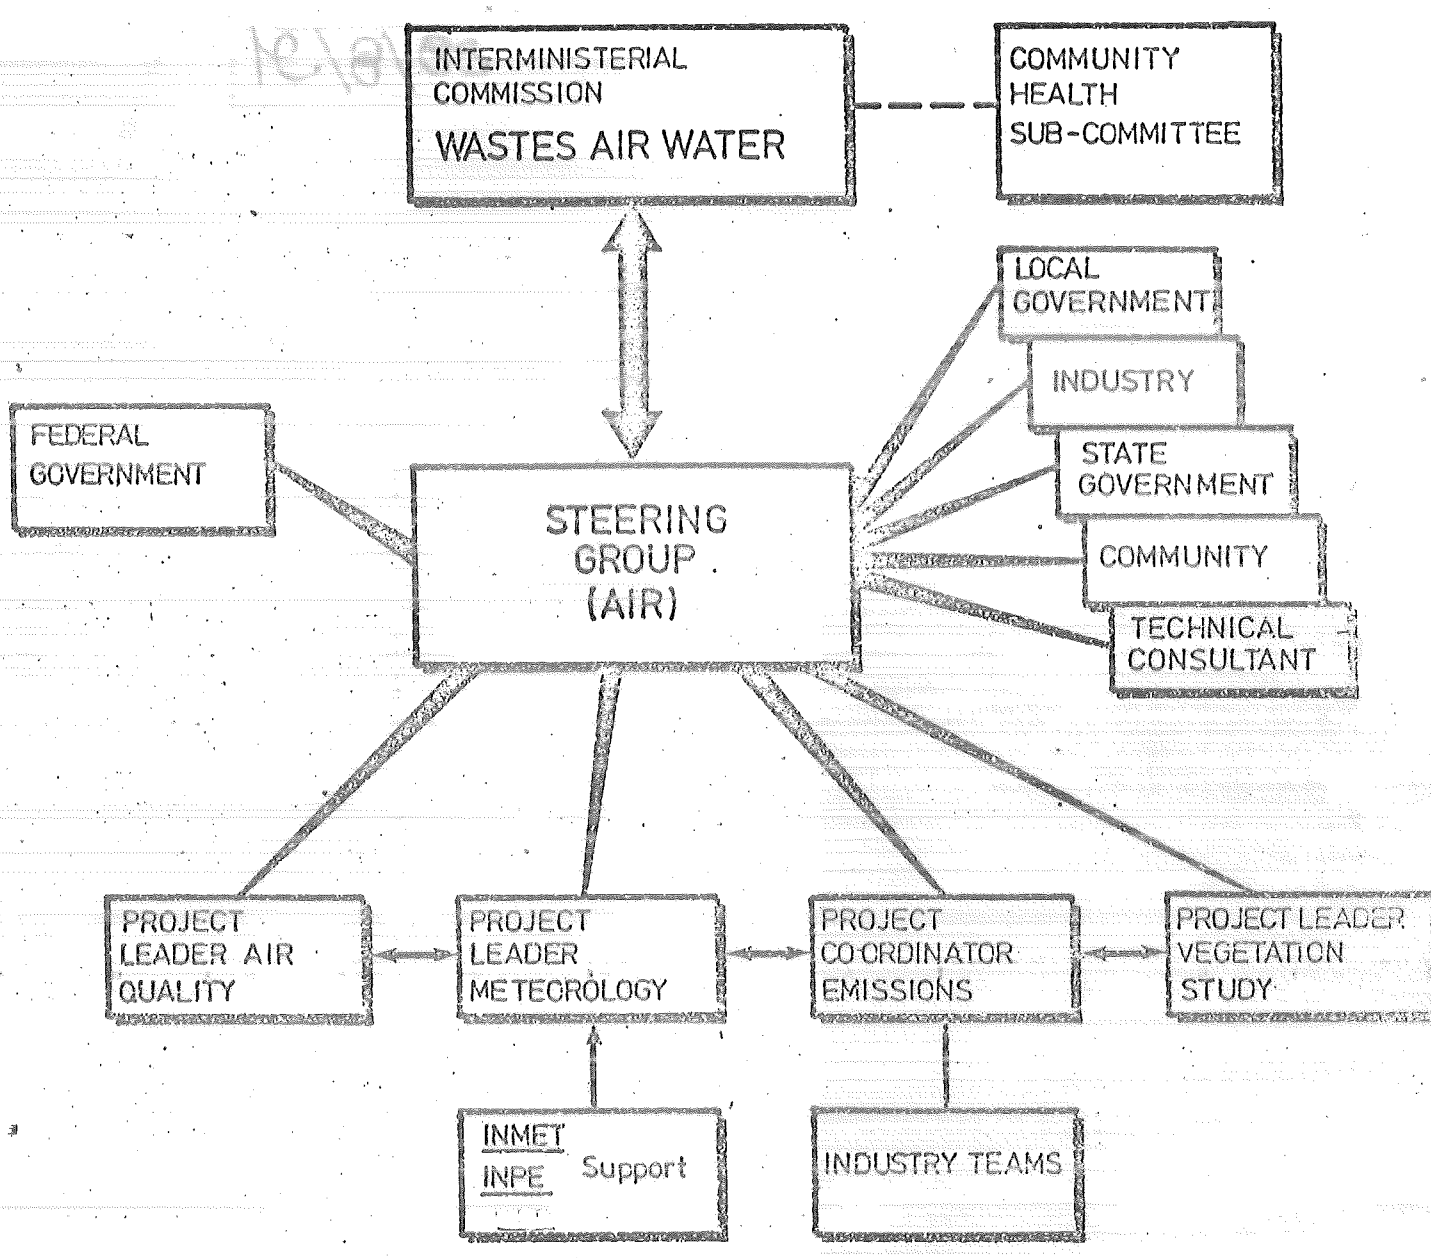 INTERMINISTERIAL
COMMISSION
WASTES AIR WATER
COMMUNITY
HEALTH
SUB-COMMITTEE
LOCAL
GOVERNMENT
INDUSTRY
STATE
GOVERNMENT
COMMUNITY
TECHNICAL
CONSULTANT
FEDERAL
GOVERNMENT
STEERING
GROUP
(AIR)
PROJECT
LEADER AIR
QUALITY
PROJECT
LEADER
METEOROLOGY
PROJECT
CO-ORDINATOR
EMISSIONS
PROJECT LEADER
VEGETATION
STUDY
INMET
INPE
Support
INDUSTRY TEAMS